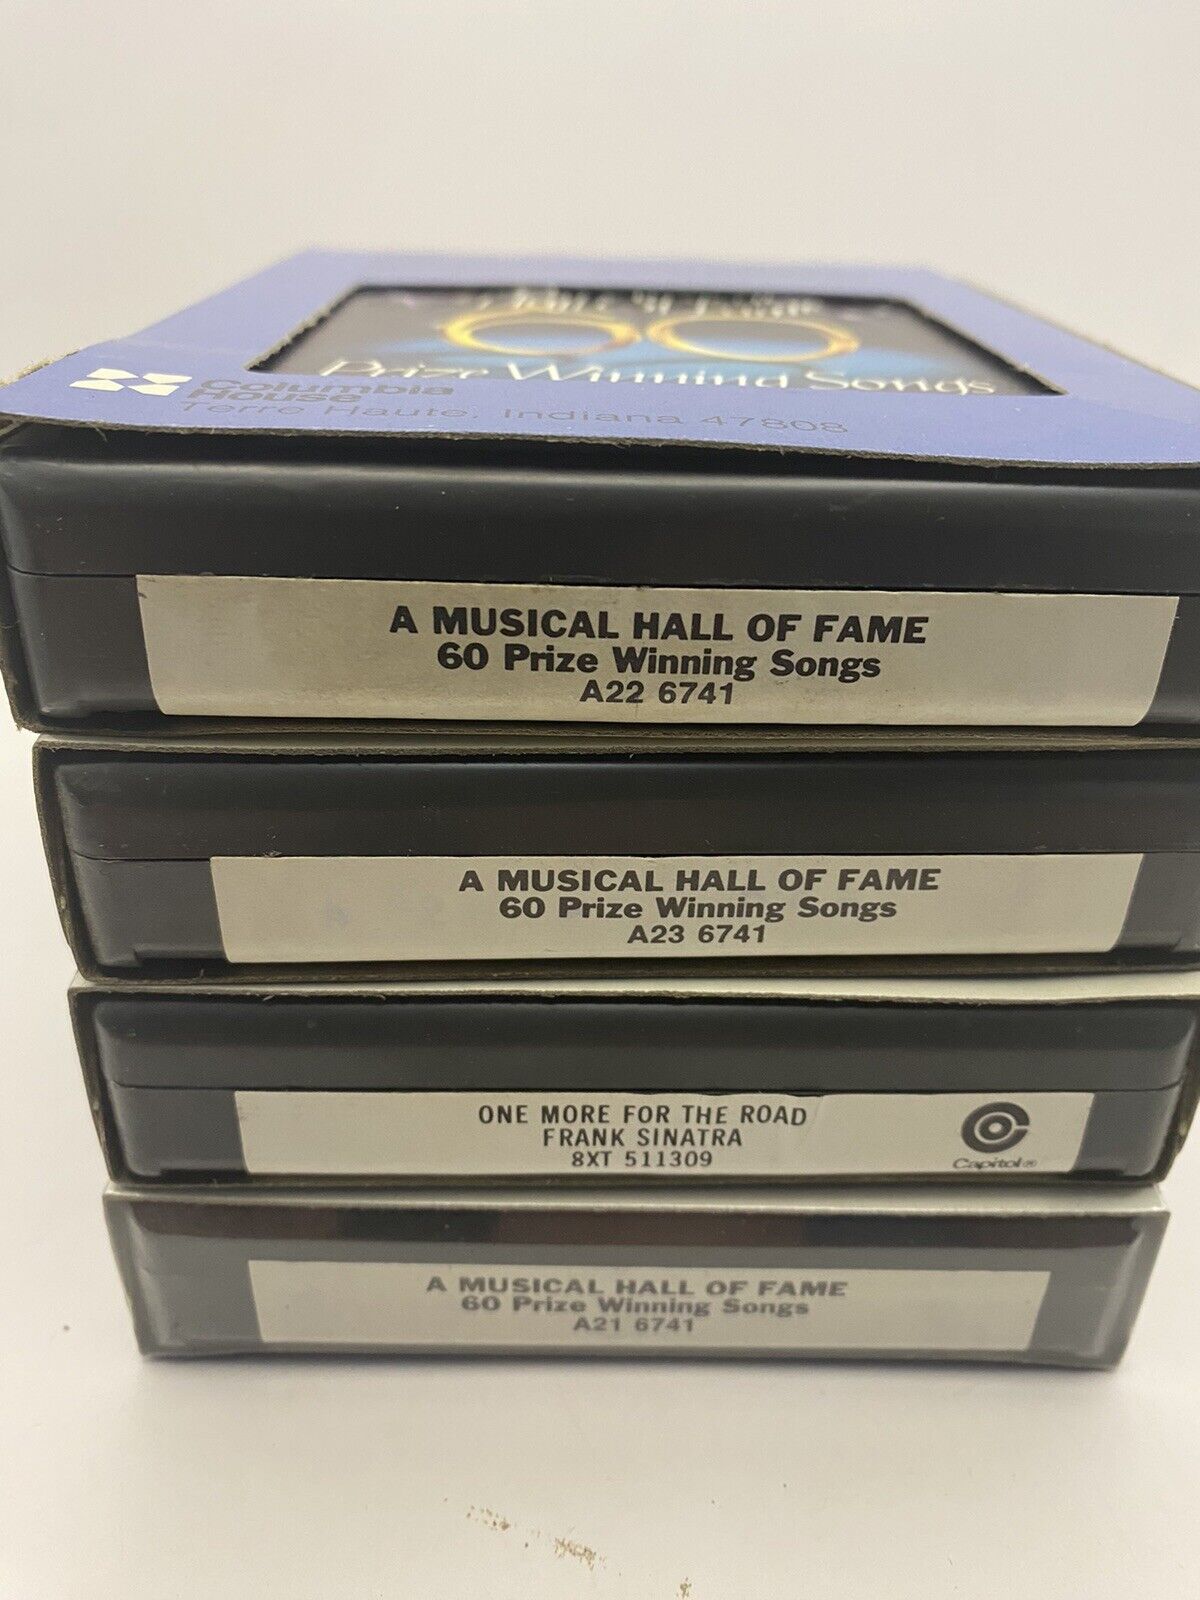 Prize Winning Songs
Columbia
House
Terre Haute, Indiana 47808
A MUSICAL HALL OF FAME
60 Prize Winning Songs
A22 6741
A MUSICAL HALL OF FAME
60 Prize Winning Songs
A23 6741
ONE MORE FOR THE ROAD
FRANK SINATRA
8XT 511309
Capitol®
A MUSICAL HALL OF FAME
60 Prize Winning Songs
A21 6741